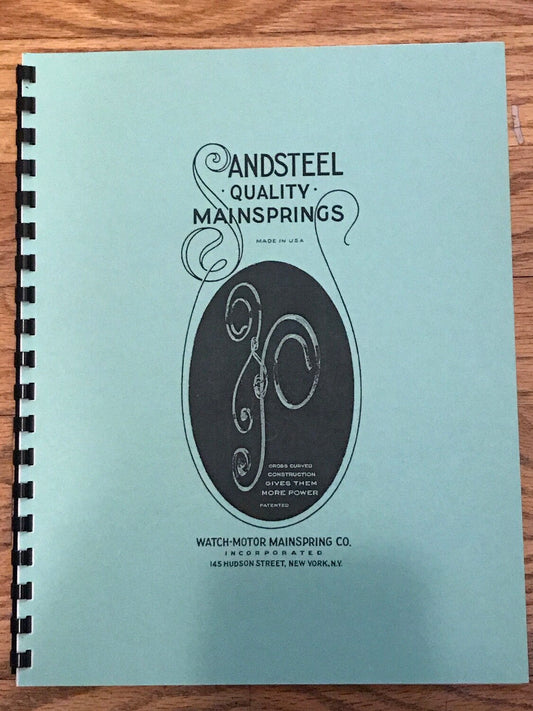 SANDSTEEL
·QUALITY·
MAINSPRINGS
MADE IN USA
CROSS CURVED
CONSTRUCTION
GIVES THEM
MORE POWER
PATENTED
WATCH-MOTOR MAINSPRING CO.
INCORPORATED
145 HUDSON STREET, NEW YORK, N.Y.